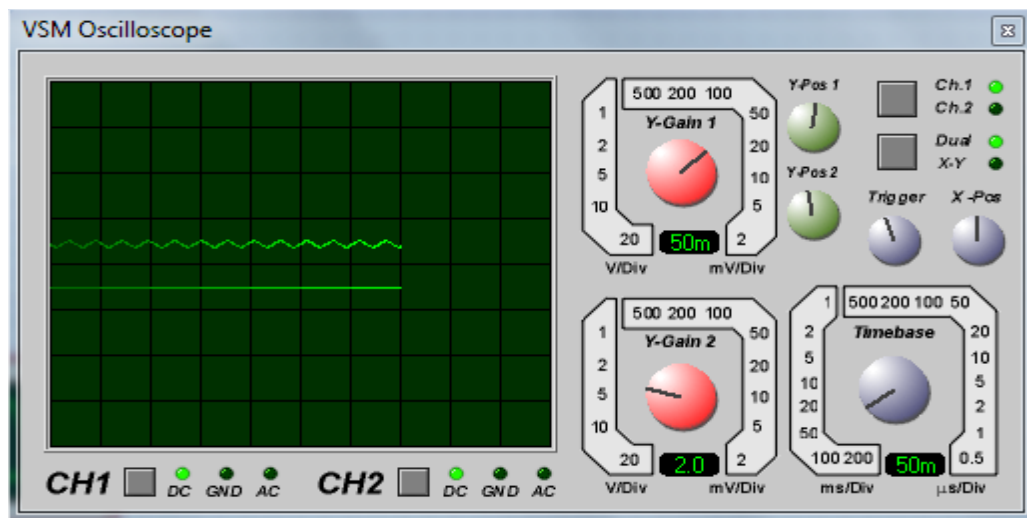 VSM Oscilloscope
500 200 100
1
2
5
10
20
50
20
10
5
2
Y-Gain 1
50m
V/Div
mV/Div
Y-Pos 1
Y-Pos 2
Ch.1
Ch.2
Dual
X-Y
Trigger
X -Pos
500 200 100
1
2
5
10
20
50
20
10
5
2
Y-Gain 2
2.0
V/Div
mV/Div
1
500 200 100 50
2
5
10
20
50
100 200
20
10
5
2
1
0.5
Timebase
50m
ms/Div
µs/Div
CH1
DC
GND
AC
CH2
DC
GND
AC